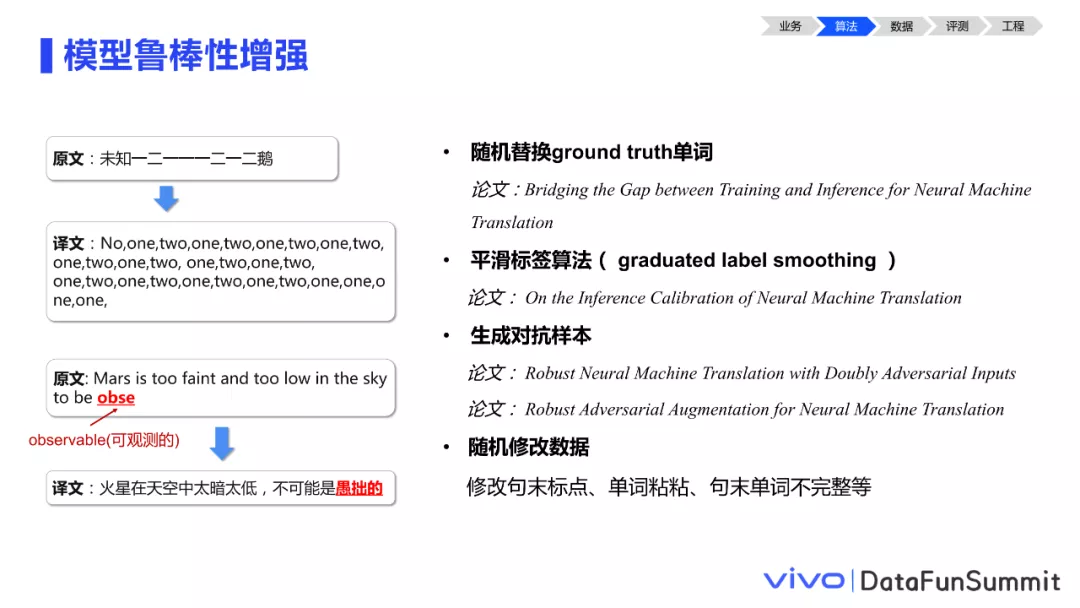 业务 算法 数据 评测 工程
模型鲁棒性增强
原文：未知一二一一一二一二鹅
译文：No,one,two,one,two,one,two,one,two,
one,two,one,two, one,two,one,two,
one,two,one,two,one,two,one,two,one,one,o
ne,one,
原文: Mars is too faint and too low in the sky
to be obse
observable(可观测的)
译文：火星在天空中太暗太低，不可能是愚拙的
• 随机替换ground truth单词
论文：Bridging the Gap between Training and Inference for Neural Machine
Translation
• 平滑标签算法（ graduated label smoothing ）
论文： On the Inference Calibration of Neural Machine Translation
• 生成对抗样本
论文： Robust Neural Machine Translation with Doubly Adversarial Inputs
论文： Robust Adversarial Augmentation for Neural Machine Translation
• 随机修改数据
修改句末标点、单词粘粘、句末单词不完整等
vivo | DataFunSummit